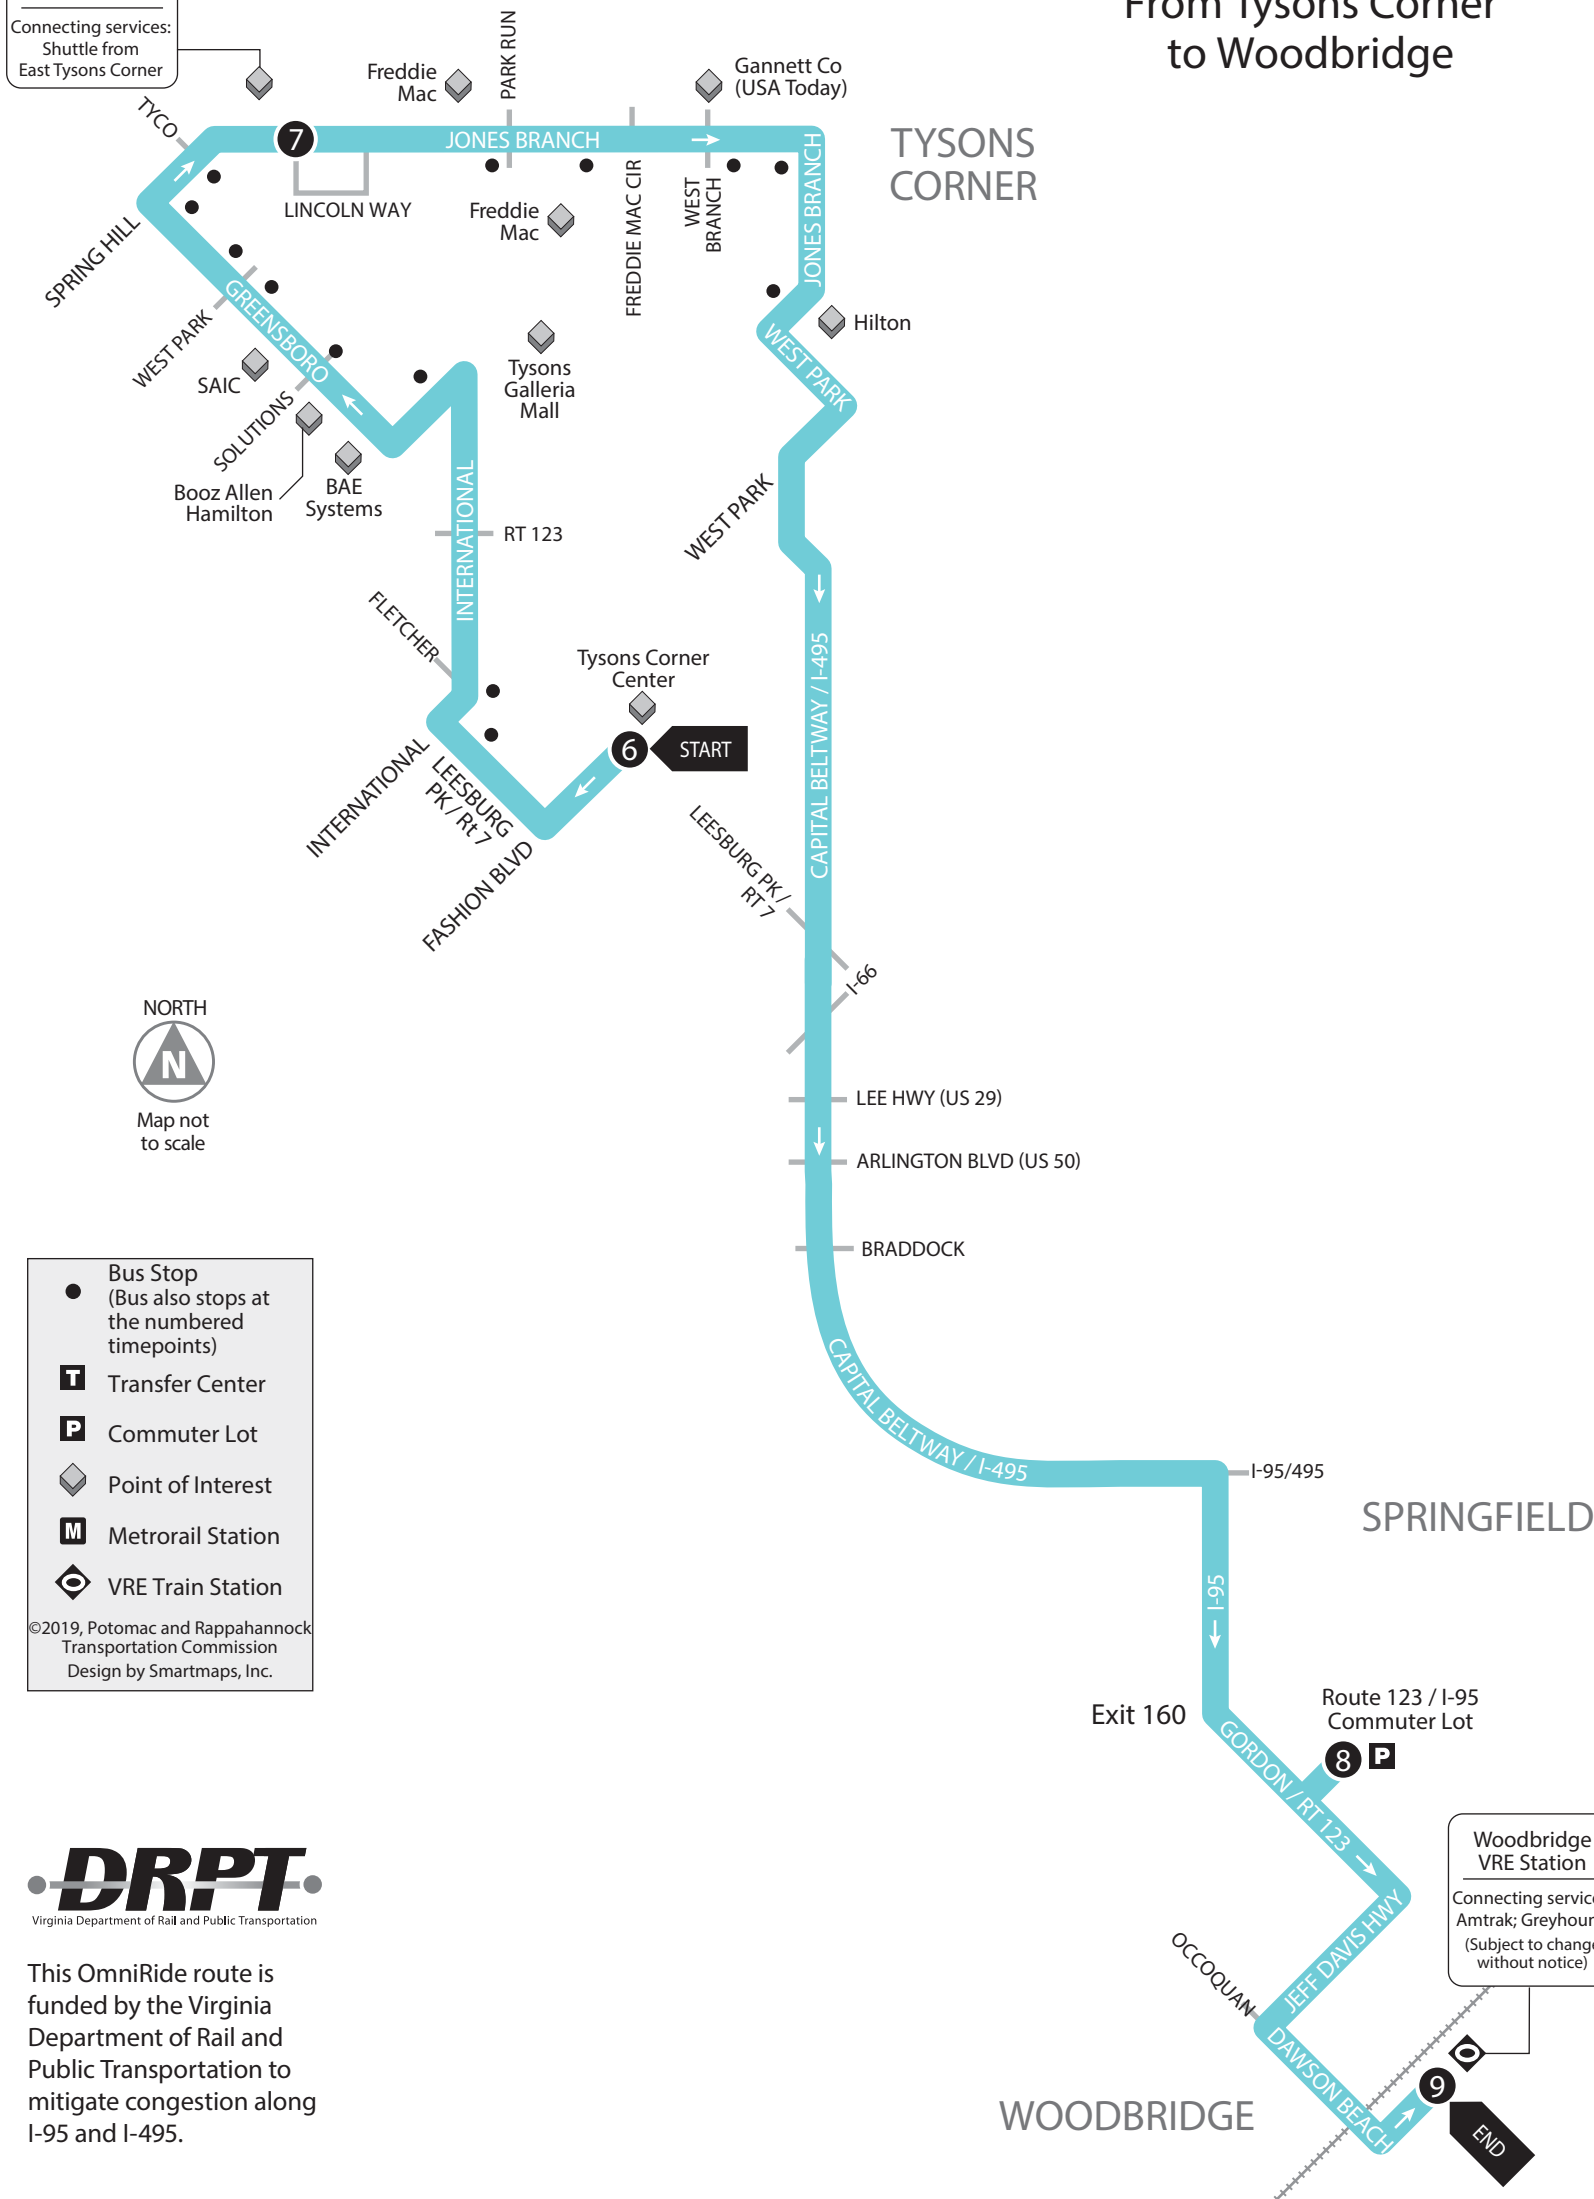 From Tysons Corner
to Woodbridge
Connecting services:
Shuttle from
East Tysons Corner
TYCO
7
Freddie
Mac
PARK RUN
Gannett Co
(USA Today)
JONES BRANCH
TYSONS
CORNER
LINCOLN WAY
Freddie
Mac
FREDDIE MAC CIR
WEST
BRANCH
JONES BRANCH
SPRING HILL
GREENSBORO
WEST PARK
SAIC
SOLUTIONS
Booz Allen
Hamilton
BAE
Systems
Tysons
Galleria
Mall
Hilton
WEST PARK
WEST PARK
INTERNATIONAL
RT 123
FLETCHER
Tysons Corner
Center
6
START
INTERNATIONAL
LEESBURG
PK / Rt 7
FASHION BLVD
CAPITAL BELTWAY / I-495
LEESBURG PK /
RT 7
I-66
NORTH
N
Map not
to scale
LEE HWY (US 29)
ARLINGTON BLVD (US 50)
BRADDOCK
CAPITAL BELTWAY / I-495
Bus Stop
(Bus also stops at
the numbered
timepoints)
T
Transfer Center
P
Commuter Lot
Point of Interest
M
Metrorail Station
VRE Train Station
©2019, Potomac and Rappahannock
Transportation Commission
Design by Smartmaps, Inc.
I-95/495
SPRINGFIELD
I-95
Exit 160
Route 123 / I-95
Commuter Lot
8
P
GORDON / RT 123
Woodbridge
VRE Station
Connecting service
Amtrak; Greyhoun
(Subject to change
without notice)
JEFF DAVIS HWY
OCCOQUAN
DAWSON BEACH
9
END
WOODBRIDGE
DRPT
Virginia Department of Rail and Public Transportation
This OmniRide route is
funded by the Virginia
Department of Rail and
Public Transportation to
mitigate congestion along
I-95 and I-495.